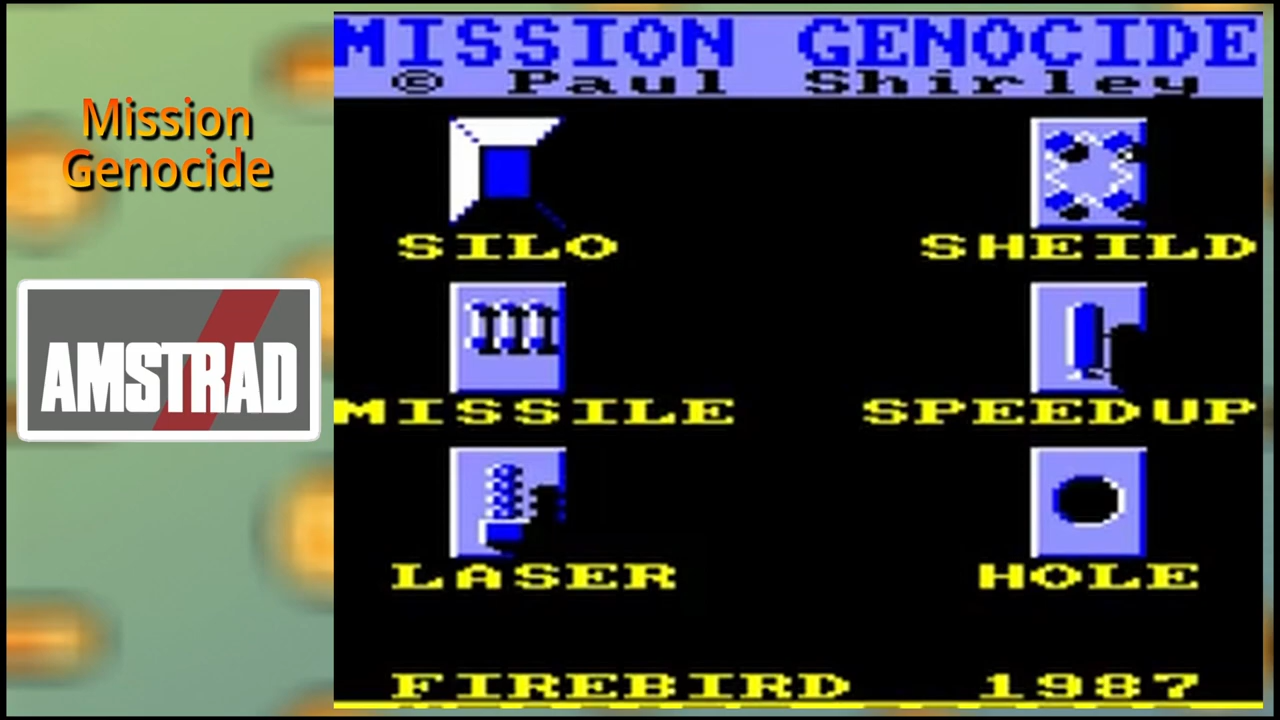 Mission
Genocide
AMSTRAD
MISSION GENOCIDE
© Paul Shirley
SILO
SHEILD
MISSILE
SPEEDUP
LASER
HOLE
FIREBIRD 1987